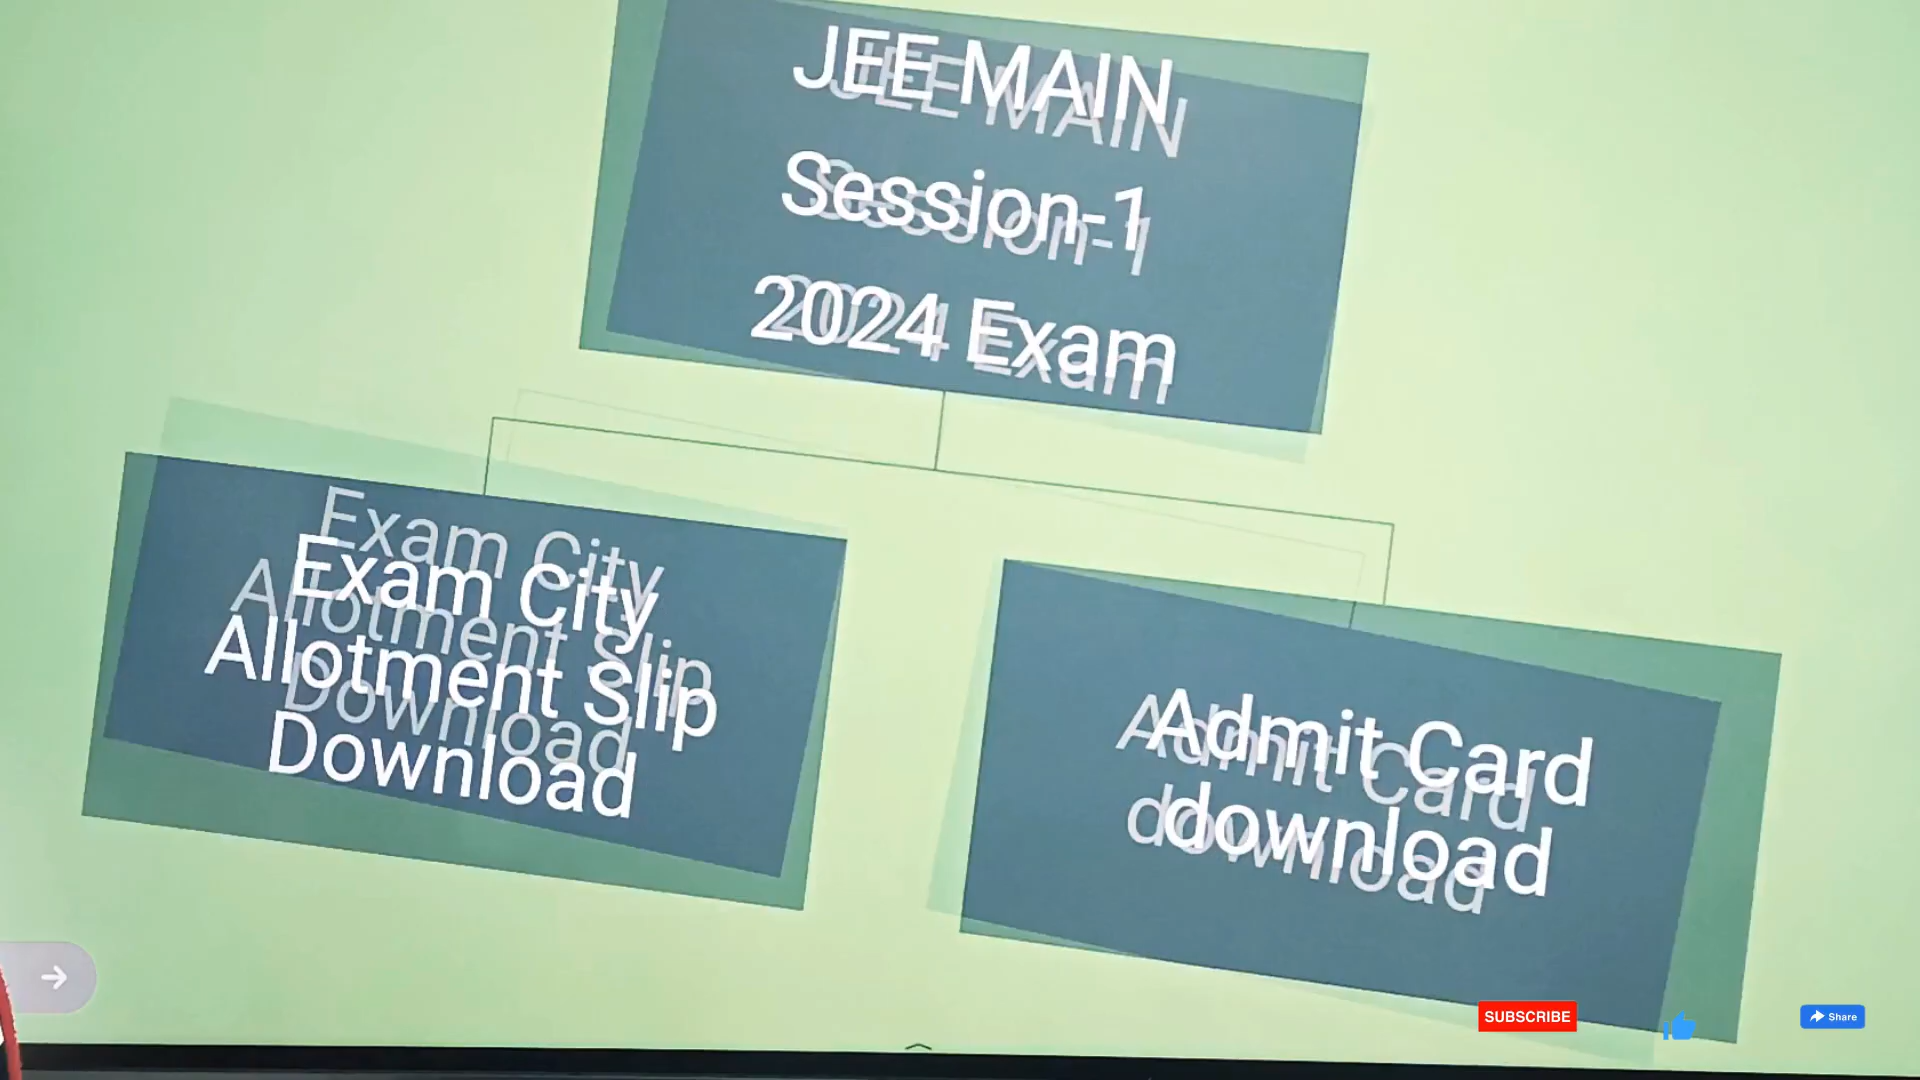 JEE MAIN
Session-1
2024 Exam
Exam City
Allotment Slip
Download
Admit Card
download
SUBSCRIBE
Share